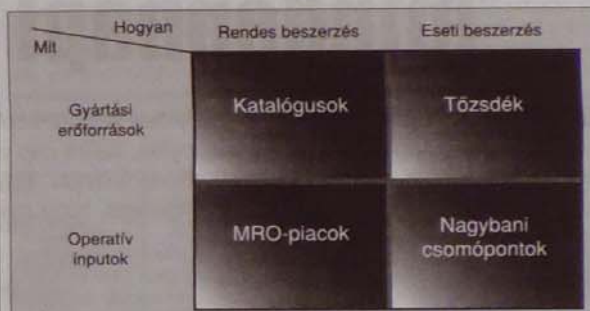 Hogyan
Mit
Rendes beszerzés
Eseti beszerzés
Gyártási
erőforrások
Katalógusok
Tőzsdék
Operatív
inputok
MRO-piacok
Nagybani
csomópontok